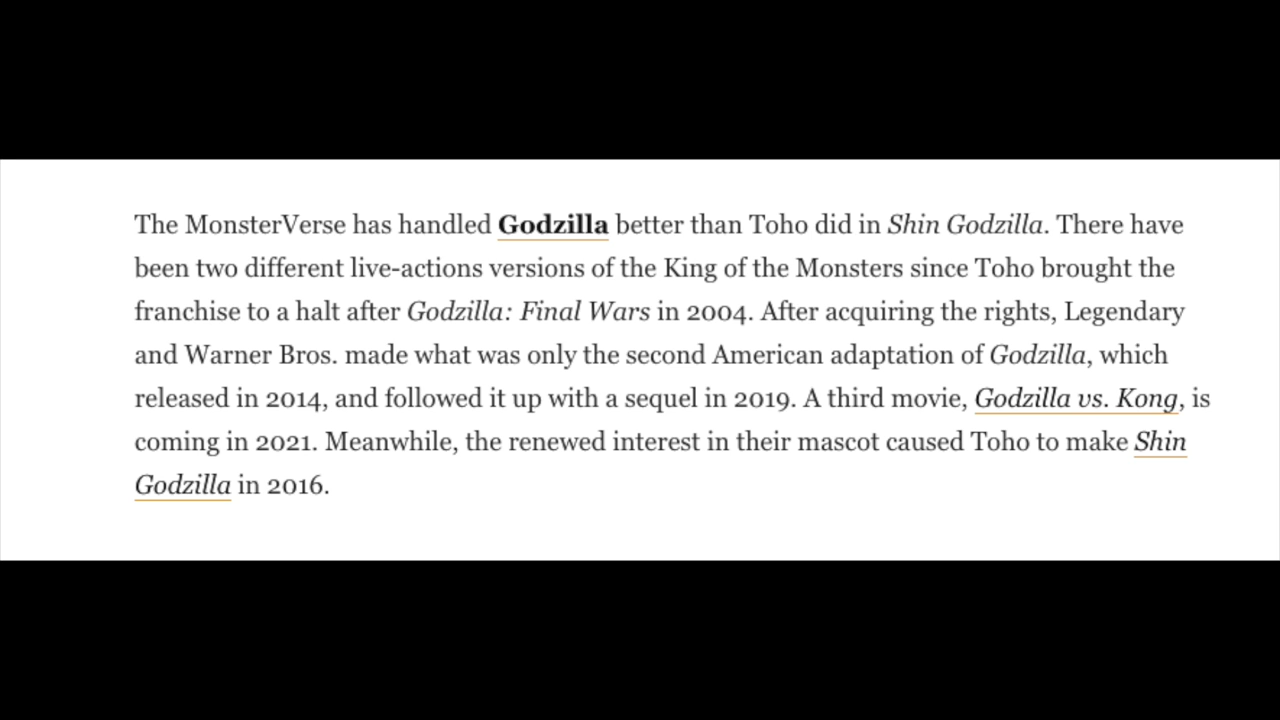 The MonsterVerse has handled Godzilla better than Toho did in Shin Godzilla. There have
been two different live-actions versions of the King of the Monsters since Toho brought the
franchise to a halt after Godzilla: Final Wars in 2004. After acquiring the rights, Legendary
and Warner Bros. made what was only the second American adaptation of Godzilla, which
released in 2014, and followed it up with a sequel in 2019. A third movie, Godzilla vs. Kong, is
coming in 2021. Meanwhile, the renewed interest in their mascot caused Toho to make Shin
Godzilla in 2016.